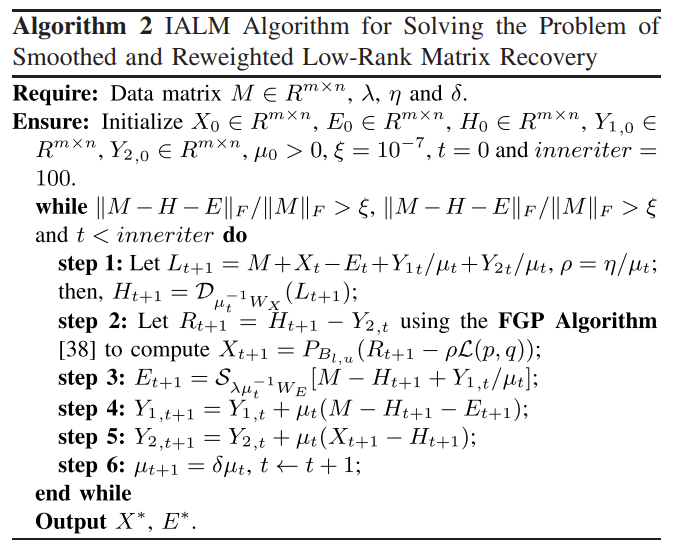 Algorithm 2 IALM Algorithm for Solving the Problem of
Smoothed and Reweighted Low-Rank Matrix Recovery
Require: Data matrix $M \in R^{m \times n}$, $\lambda$, $\eta$ and $\delta$.
Ensure: Initialize $X_0 \in R^{m \times n}$, $E_0 \in R^{m \times n}$, $H_0 \in R^{m \times n}$, $Y_{1,0} \in$
$R^{m \times n}$, $Y_{2,0} \in R^{m \times n}$, $\mu_0 > 0$, $\xi = 10^{-7}$, $t = 0$ and $inneriter =$
100.
while $\|M - H - E\|_F / \|M\|_F > \xi$, $\|M - H - E\|_F / \|M\|_F > \xi$
and $t < inneriter$ do
step 1: Let $L_{t+1} = M + X_t - E_t + Y_{1t}/\mu_t + Y_{2t}/\mu_t$, $\rho = \eta/\mu_t$;
then, $H_{t+1} = \mathcal{D}_{\mu_t^{-1} W_X}(L_{t+1})$;
step 2: Let $R_{t+1} = H_{t+1} - Y_{2,t}$ using the FGP Algorithm
[38] to compute $X_{t+1} = P_{B_{l,u}}(R_{t+1} - \rho \mathcal{L}(p, q))$;
step 3: $E_{t+1} = \mathcal{S}_{\lambda \mu_t^{-1} W_E}[M - H_{t+1} + Y_{1,t}/\mu_t]$;
step 4: $Y_{1,t+1} = Y_{1,t} + \mu_t(M - H_{t+1} - E_{t+1})$;
step 5: $Y_{2,t+1} = Y_{2,t} + \mu_t(X_{t+1} - H_{t+1})$;
step 6: $\mu_{t+1} = \delta \mu_t$, $t \leftarrow t + 1$;
end while
Output $X^*$, $E^*$.